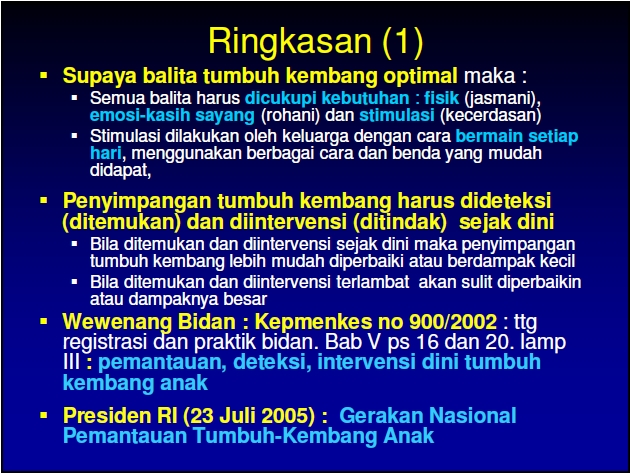 Ringkasan (1)
▪ Supaya balita tumbuh kembang optimal maka :
▪ Semua balita harus dicukupi kebutuhan : fisik (jasmani),
emosi-kasih sayang (rohani) dan stimulasi (kecerdasan)
▪ Stimulasi dilakukan oleh keluarga dengan cara bermain setiap
hari, menggunakan berbagai cara dan benda yang mudah
didapat,
▪ Penyimpangan tumbuh kembang harus dideteksi
(ditemukan) dan diintervensi (ditindak) sejak dini
▪ Bila ditemukan dan diintervensi sejak dini maka penyimpangan
tumbuh kembang lebih mudah diperbaiki atau berdampak kecil
▪ Bila ditemukan dan diintervensi terlambat akan sulit diperbaikin
atau dampaknya besar
▪ Wewenang Bidan : Kepmenkes no 900/2002 : ttg
registrasi dan praktik bidan. Bab V ps 16 dan 20. lamp
III : pemantauan, deteksi, intervensi dini tumbuh
kembang anak
▪ Presiden RI (23 Juli 2005) : Gerakan Nasional
Pemantauan Tumbuh-Kembang Anak